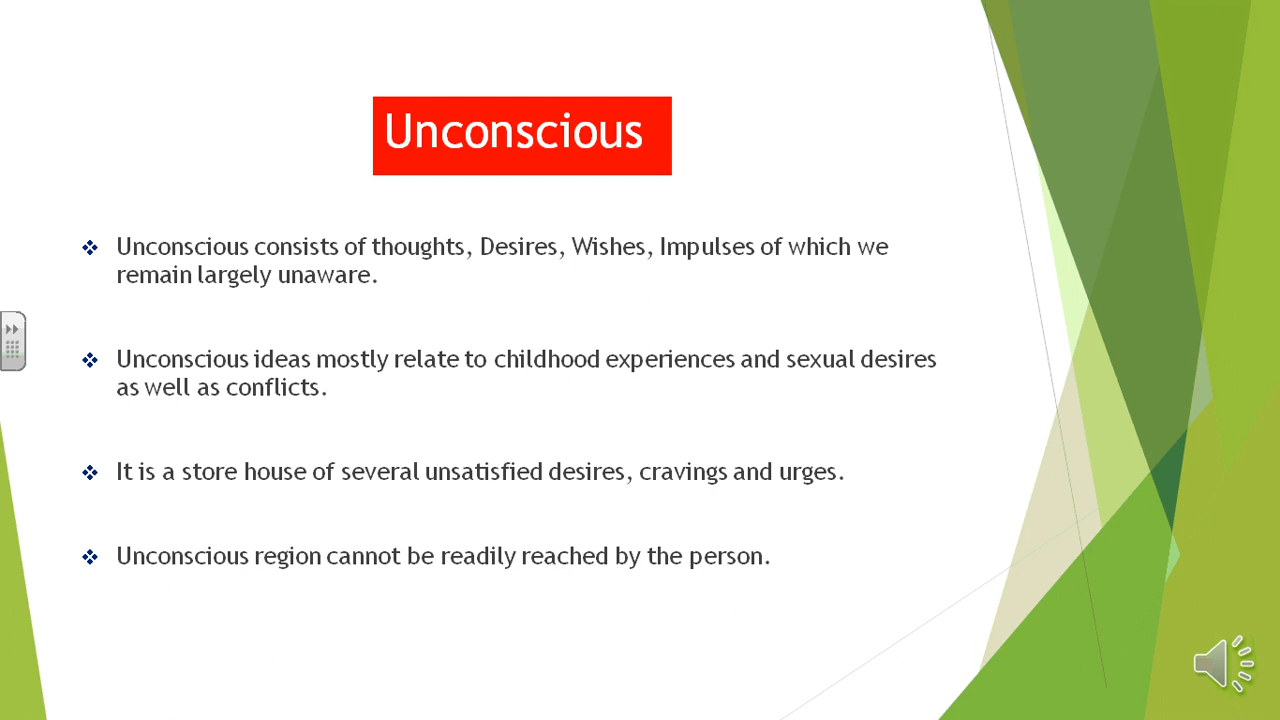 Unconscious
Unconscious consists of thoughts, Desires, Wishes, Impulses of which we
remain largely unaware.
Unconscious ideas mostly relate to childhood experiences and sexual desires
as well as conflicts.
It is a store house of several unsatisfied desires, cravings and urges.
Unconscious region cannot be readily reached by the person.